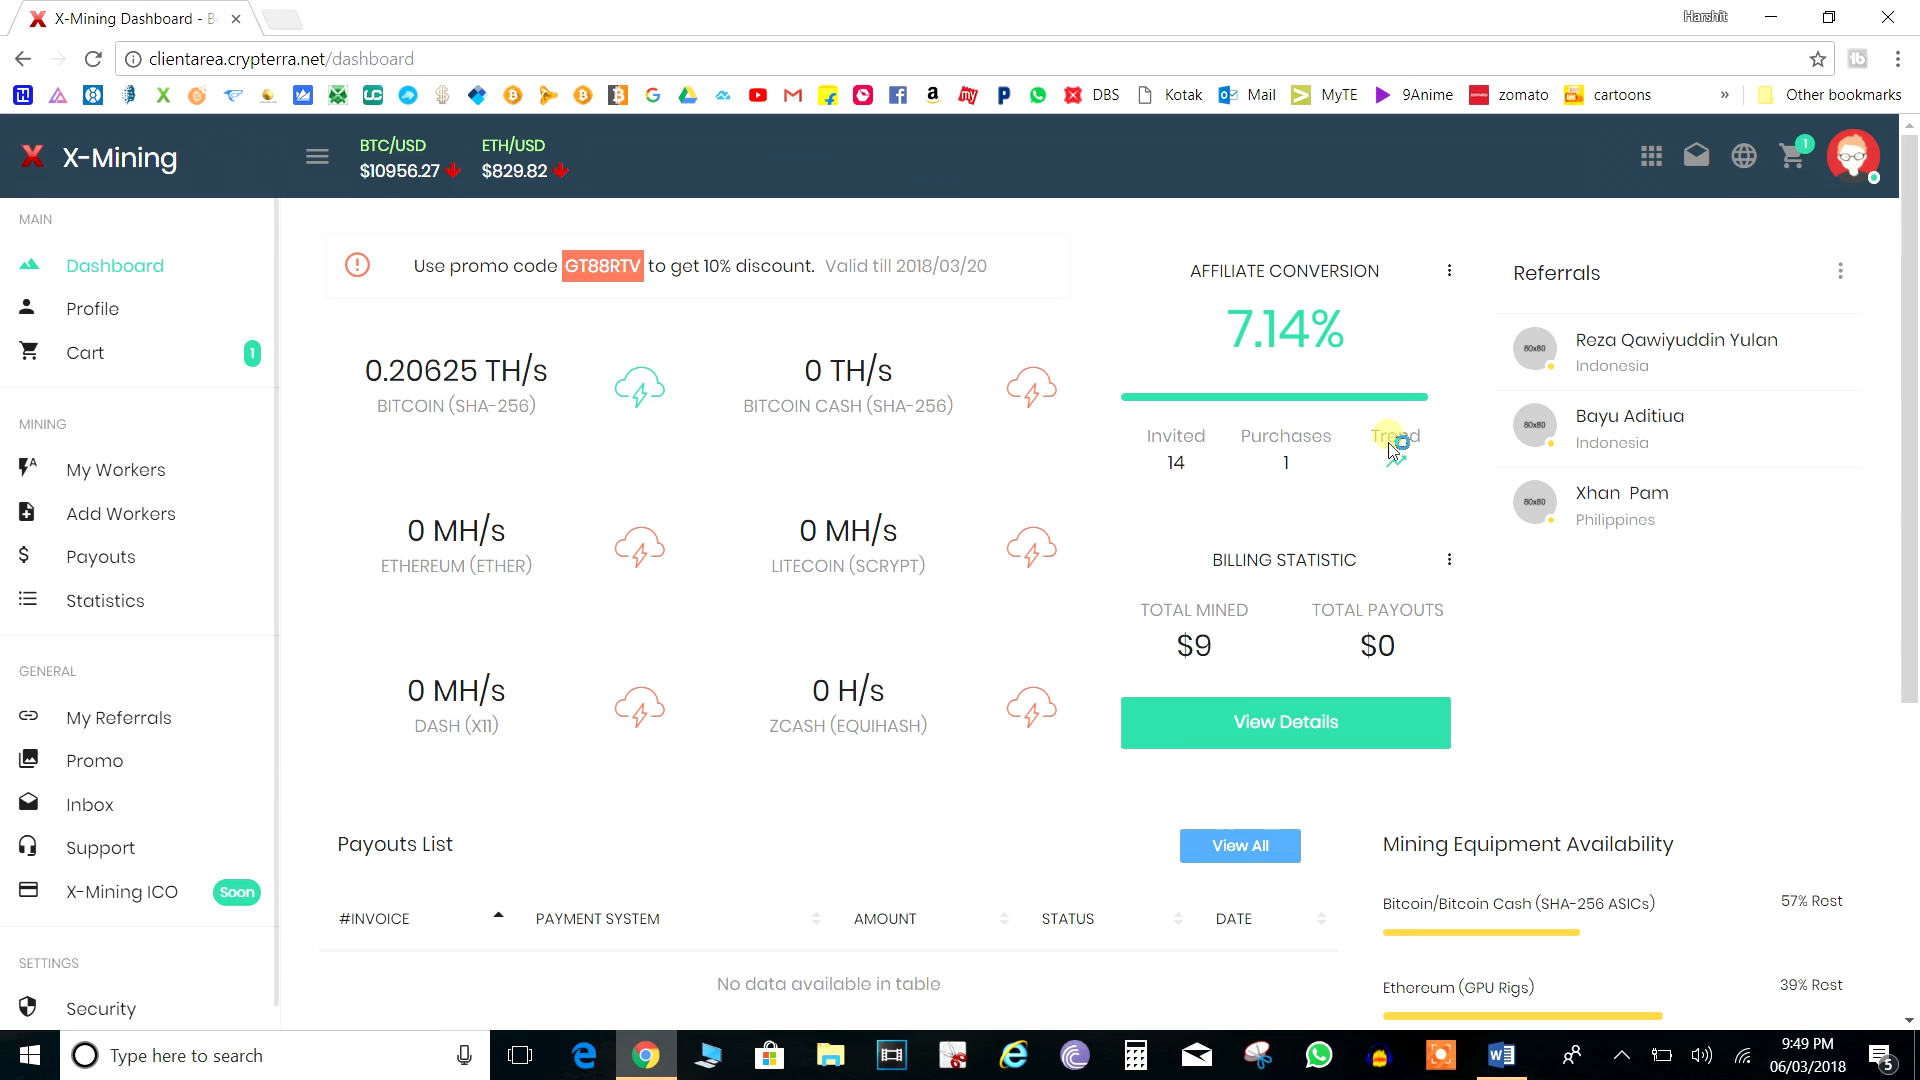 X-Mining Dashboard - B
Harshit
clientarea.crypterra.net/dashboard
DBS
Kotak
Mail
MyTE
9Anime
zomato
cartoons
»
Other bookmarks
X-Mining
BTC/USD
$10956.27
ETH/USD
$829.82
1
MAIN
Dashboard
Profile
Cart
1
MINING
My Workers
Add Workers
Payouts
Statistics
GENERAL
My Referrals
Promo
Inbox
Support
X-Mining ICO
Soon
SETTINGS
Security
Use promo code GT88RTV to get 10% discount. Valid till 2018/03/20
0.20625 TH/s
BITCOIN (SHA-256)
0 TH/s
BITCOIN CASH (SHA-256)
0 MH/s
ETHEREUM (ETHER)
0 MH/s
LITECOIN (SCRYPT)
0 MH/s
DASH (X11)
0 H/s
ZCASH (EQUIHASH)
AFFILIATE CONVERSION
7.14%
Invited
14
Purchases
1
Trend
BILLING STATISTIC
TOTAL MINED
$9
TOTAL PAYOUTS
$0
View Details
Referrals
80x80
Reza Qawiyuddin Yulan
Indonesia
80x80
Bayu Aditiua
Indonesia
80x80
Xhan Pam
Philippines
Payouts List
View All
#INVOICE
PAYMENT SYSTEM
AMOUNT
STATUS
DATE
No data available in table
Mining Equipment Availability
Bitcoin/Bitcoin Cash (SHA-256 ASICs)
57% Rest
Ethereum (GPU Rigs)
39% Rest
Type here to search
9:49 PM
06/03/2018
5